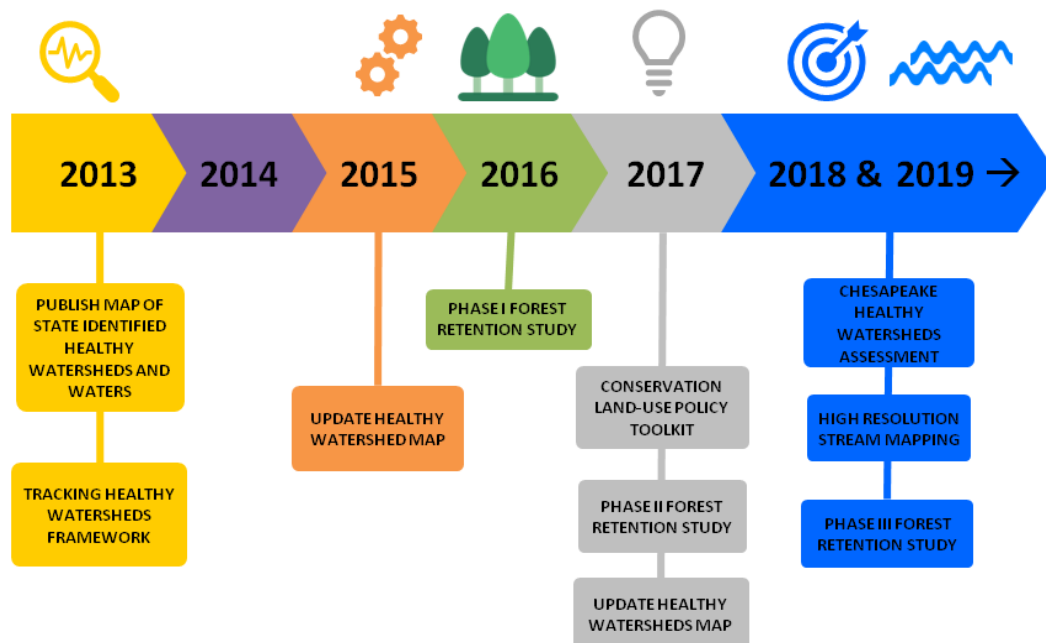 2013
2014
2015
2016
2017
2018 & 2019 →
PUBLISH MAP OF
STATE IDENTIFIED
HEALTHY
WATERSHEDS AND
WATERS
TRACKING HEALTHY
WATERSHEDS
FRAMEWORK
UPDATE HEALTHY
WATERSHED MAP
PHASE I FOREST
RETENTION STUDY
CONSERVATION
LAND-USE POLICY
TOOLKIT
PHASE II FOREST
RETENTION STUDY
UPDATE HEALTHY
WATERSHEDS MAP
CHESAPEAKE
HEALTHY
WATERSHEDS
ASSESSMENT
HIGH RESOLUTION
STREAM MAPPING
PHASE III FOREST
RETENTION STUDY